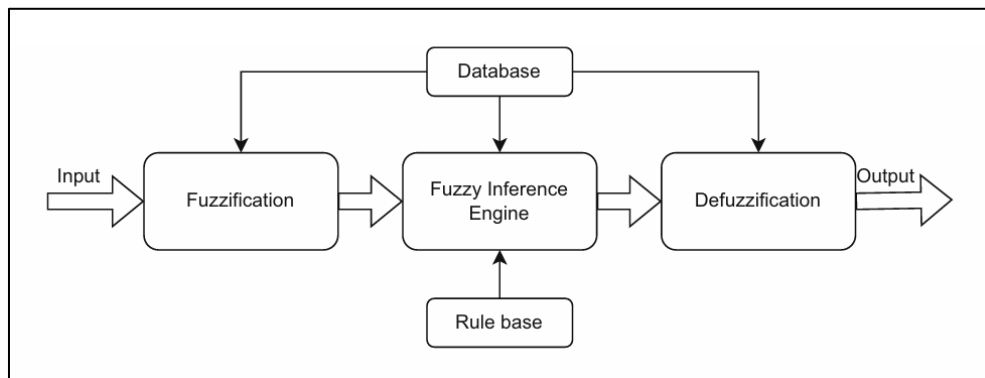 Database
Input
Fuzzification
Fuzzy Inference
Engine
Defuzzification
Output
Rule base